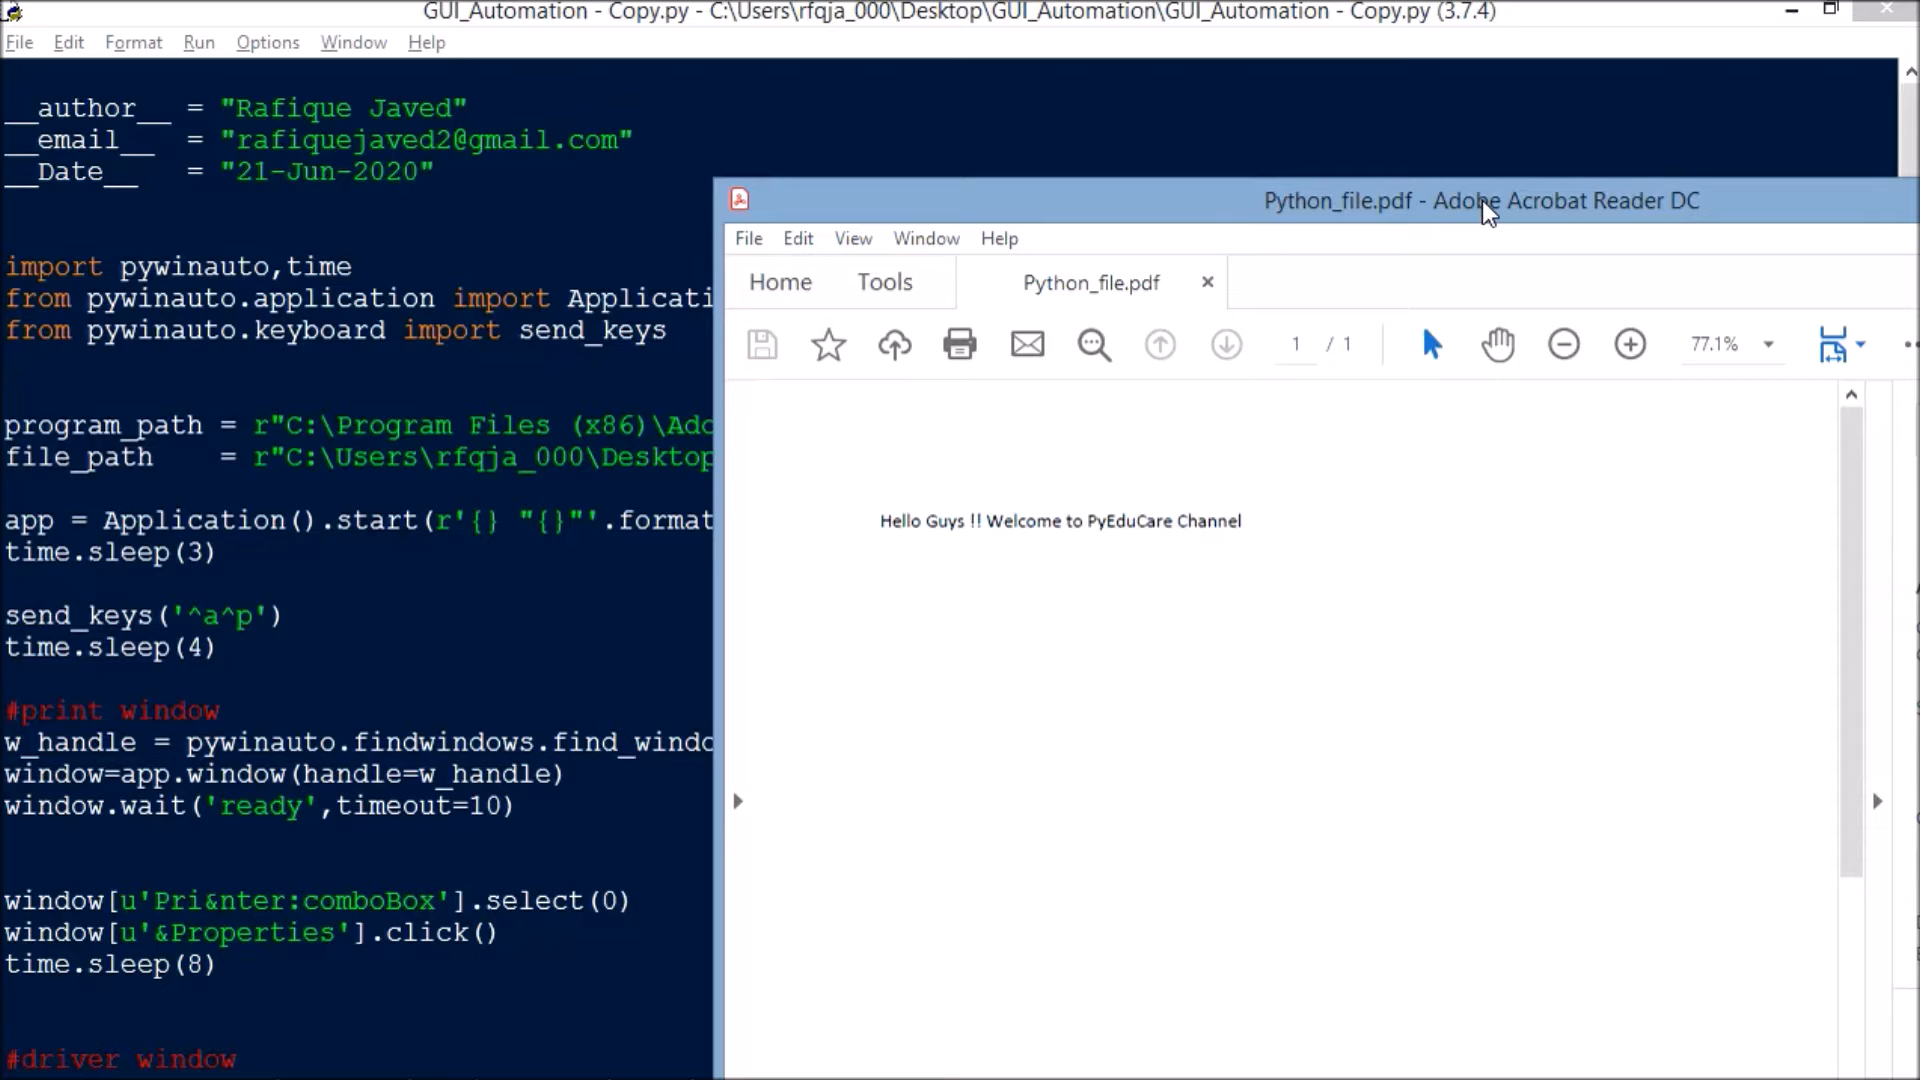 GUI_Automation - Copy.py - C:\Users\rfqja_000\Desktop\GUI_Automation\GUI_Automation - Copy.py (3.7.4)
File Edit Format Run Options Window Help
__author__ = "Rafique Javed"
__email__ = "rafiquejaved2@gmail.com"
__Date__ = "21-Jun-2020"
import pywinauto,time
from pywinauto.application import Applicati
from pywinauto.keyboard import send_keys
program_path = r"C:\Program Files (x86)\Ado
file_path = r"C:\Users\rfqja_000\Desktop
app = Application().start(r'{} "{}"'.format
time.sleep(3)
send_keys('^a^p')
time.sleep(4)
#print window
w_handle = pywinauto.findwindows.find_windo
window=app.window(handle=w_handle)
window.wait('ready',timeout=10)
window[u'Pri&nter:comboBox'].select(0)
window[u'&Properties'].click()
time.sleep(8)
#driver window
Python_file.pdf - Adobe Acrobat Reader DC
File Edit View Window Help
Home Tools Python_file.pdf
1 / 1 77.1%
Hello Guys !! Welcome to PyEduCare Channel